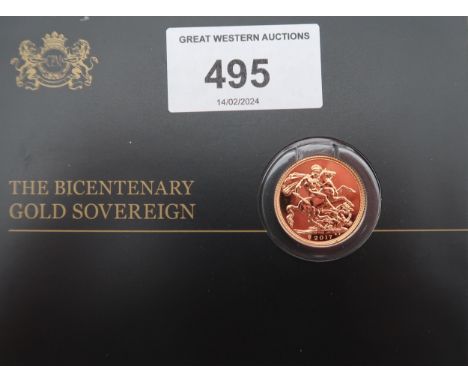 GREAT WESTERN AUCTIONS
495
14/02/2024
THE BICENTENARY
GOLD SOVEREIGN
2017